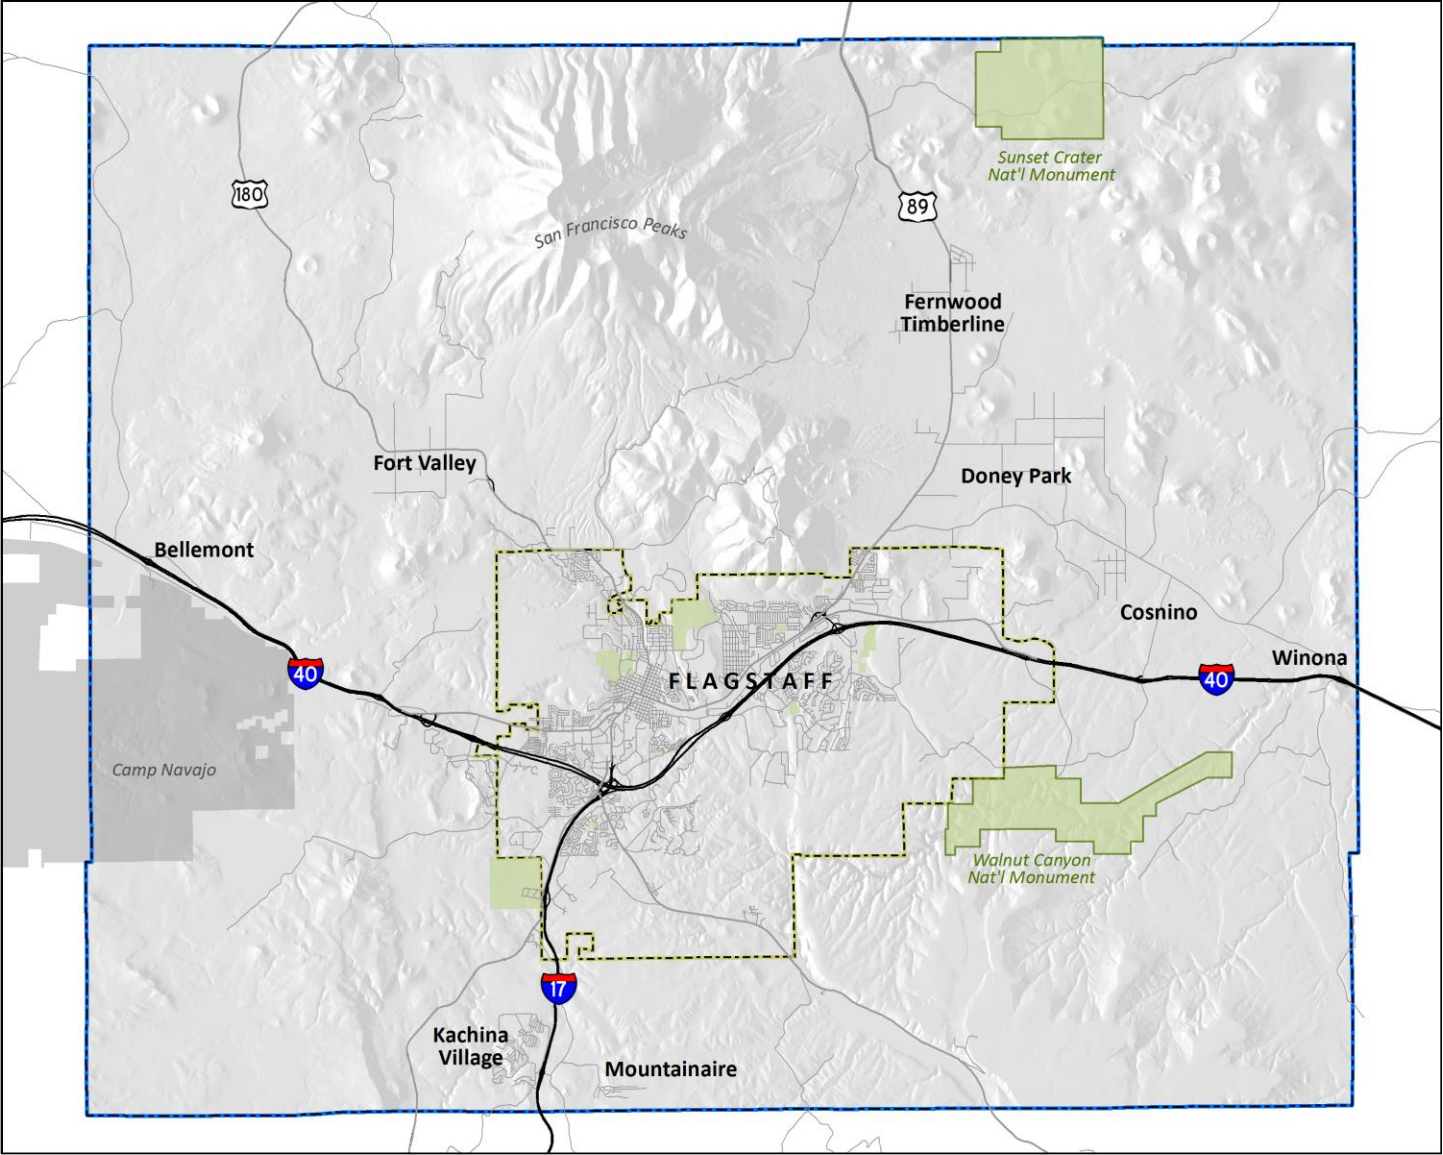 Sunset Crater
Nat'l Monument
180
89
San Francisco Peaks
Fernwood
Timberline
Fort Valley
Doney Park
Bellemont
Cosnino
Winona
40
FLAGSTAFF
40
Camp Navajo
Walnut Canyon
Nat'l Monument
17
Kachina
Village
Mountainaire